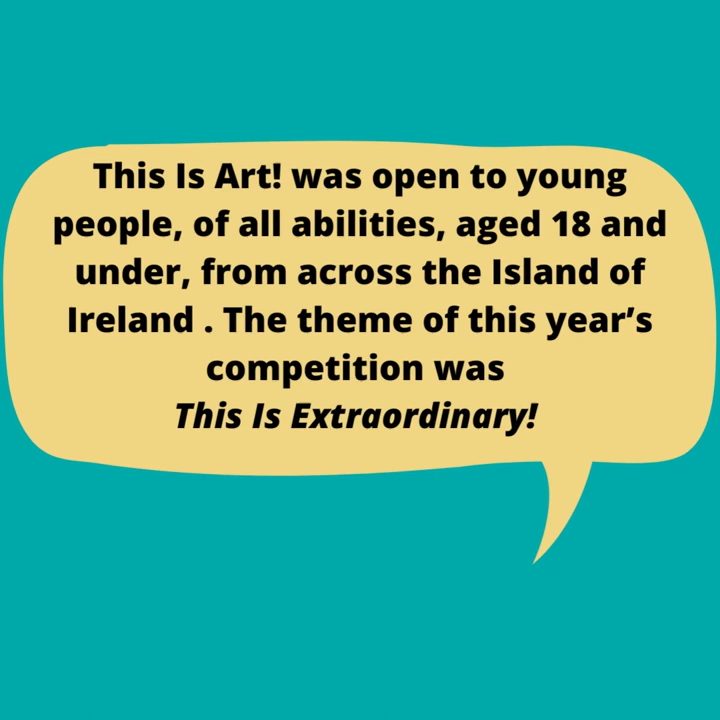 This Is Art! was open to young
people, of all abilities, aged 18 and
under, from across the Island of
Ireland . The theme of this year’s
competition was
This Is Extraordinary!